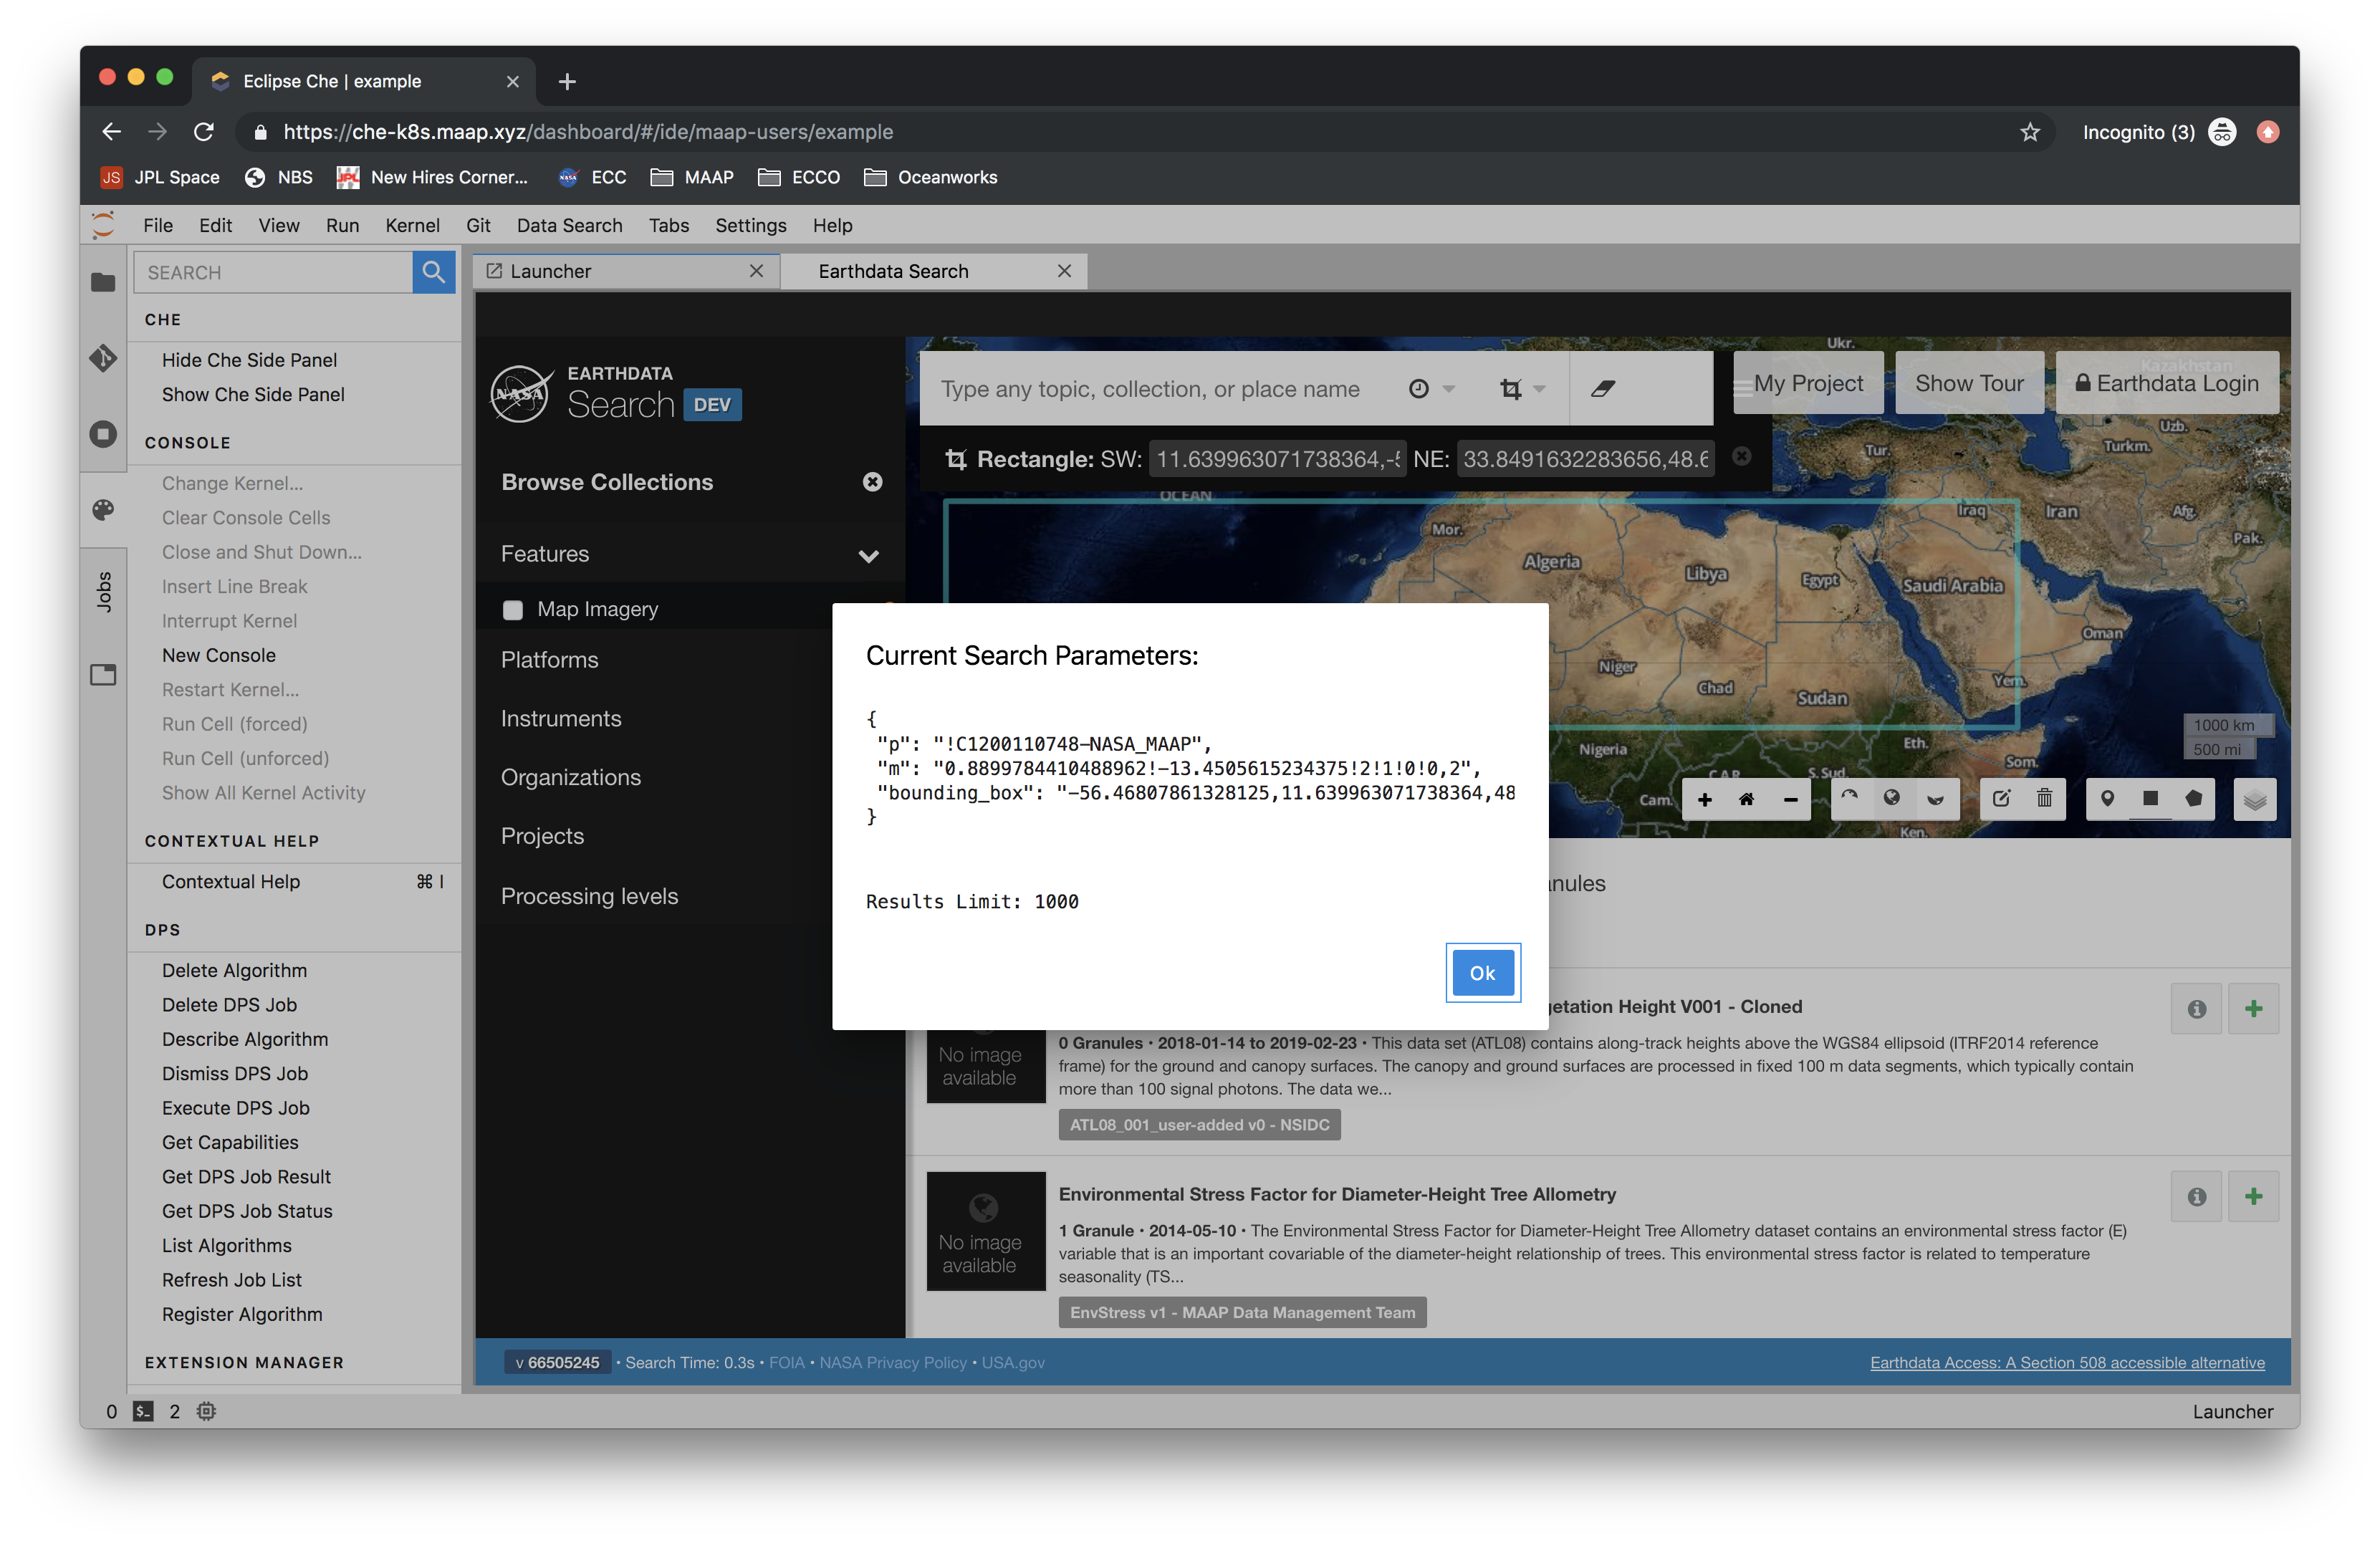 Eclipse Che | example
https://che-k8s.maap.xyz/dashboard/#/ide/maap-users/example
Incognito (3)
JS JPL Space NBS JPL New Hires Corner... NASA ECC MAAP ECCO Oceanworks
File Edit View Run Kernel Git Data Search Tabs Settings Help
SEARCH
Launcher
Earthdata Search
CHE
Hide Che Side Panel
Show Che Side Panel
CONSOLE
Change Kernel...
Clear Console Cells
Close and Shut Down...
Insert Line Break
Interrupt Kernel
New Console
Restart Kernel...
Run Cell (forced)
Run Cell (unforced)
Show All Kernel Activity
CONTEXTUAL HELP
Contextual Help ⌘ I
DPS
Delete Algorithm
Delete DPS Job
Describe Algorithm
Dismiss DPS Job
Execute DPS Job
Get Capabilities
Get DPS Job Result
Get DPS Job Status
List Algorithms
Refresh Job List
Register Algorithm
EXTENSION MANAGER
Jobs
NASA
EARTHDATA
Search DEV
Browse Collections
Features
Map Imagery
Platforms
Instruments
Organizations
Projects
Processing levels
Type any topic, collection, or place name
My Project
Show Tour
Earthdata Login
Rectangle: SW: 11.639963071738364,-5 NE: 33.8491632283656,48.6
Ukr.
Kazakhstan
Uzb.
Turkm.
Tur.
OCEAN
Mor.
Iraq
Iran
Afg.
Pak.
Algeria
Libya
Egypt
Saudi Arabia
Oman
Niger
Chad
Sudan
Yem.
Nigeria
Eth.
Som.
C.A.R.
S. Sud.
Cam.
Ken.
1000 km
500 mi
Current Search Parameters:
{
"p": "!C1200110748-NASA_MAAP",
"m": "0.8899784410488962!-13.4505615234375!2!1!0!0,2",
"bounding_box": "-56.46807861328125,11.639963071738364,48
}
Results Limit: 1000
Ok
anules
getation Height V001 - Cloned
No image
available
0 Granules • 2018-01-14 to 2019-02-23 • This data set (ATL08) contains along-track heights above the WGS84 ellipsoid (ITRF2014 reference
frame) for the ground and canopy surfaces. The canopy and ground surfaces are processed in fixed 100 m data segments, which typically contain
more than 100 signal photons. The data we...
ATL08_001_user-added v0 - NSIDC
Environmental Stress Factor for Diameter-Height Tree Allometry
No image
available
1 Granule • 2014-05-10 • The Environmental Stress Factor for Diameter-Height Tree Allometry dataset contains an environmental stress factor (E)
variable that is an important covariable of the diameter-height relationship of trees. This environmental stress factor is related to temperature
seasonality (TS...
EnvStress v1 - MAAP Data Management Team
v 66505245 • Search Time: 0.3s • FOIA • NASA Privacy Policy • USA.gov
Earthdata Access: A Section 508 accessible alternative
0 $_ 2
Launcher